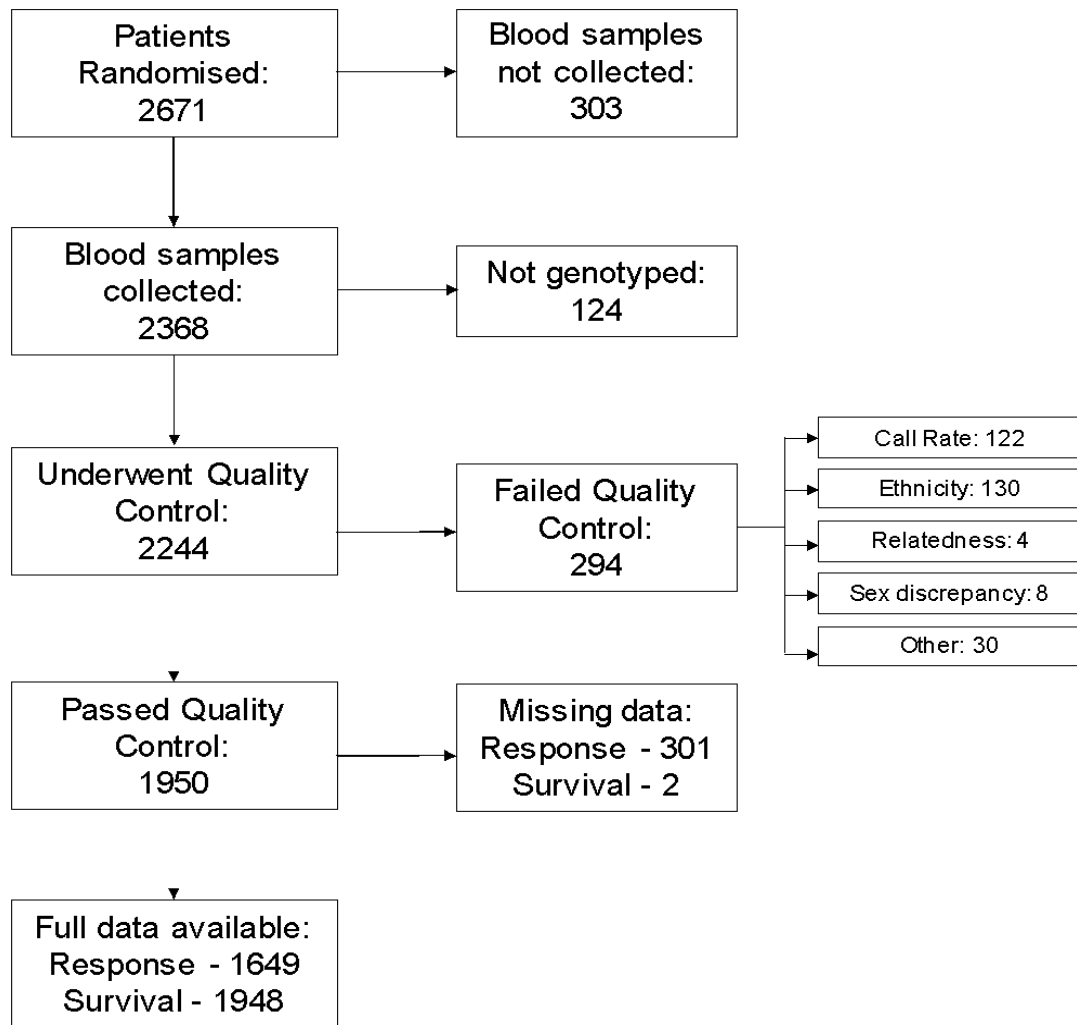 Patients
Randomised:
2671
Blood samples
not collected:
303
Blood samples
collected:
2368
Not genotyped:
124
Underwent Quality
Control:
2244
Failed Quality
Control:
294
Call Rate: 122
Ethnicity: 130
Relatedness: 4
Sex discrepancy: 8
Other: 30
Passed Quality
Control:
1950
Missing data:
Response - 301
Survival - 2
Full data available:
Response - 1649
Survival - 1948